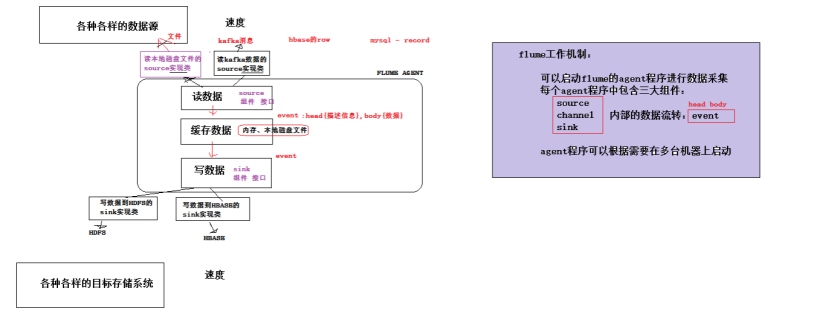 各种各样的数据源
速度
文件
kafka消息
hbase的row
mysql - record
读本地磁盘文件的
source实现类
读kafka数据的
source实现类
FLUME AGENT
读数据
source
组件 接口
event：head{描述信息},body{数据}
缓存数据
内存、本地磁盘文件
event
写数据
sink
组件 接口
写数据到HDFS的
sink实现类
写数据到HBASE的
sink实现类
HDFS
HBASE
各种各样的目标存储系统
速度
flume工作机制：
可以启动flume的agent程序进行数据采集
每个agent程序中包含三大组件：
source
channel
sink
内部的数据流转：
head body
event
agent程序可以根据需要在多台机器上启动